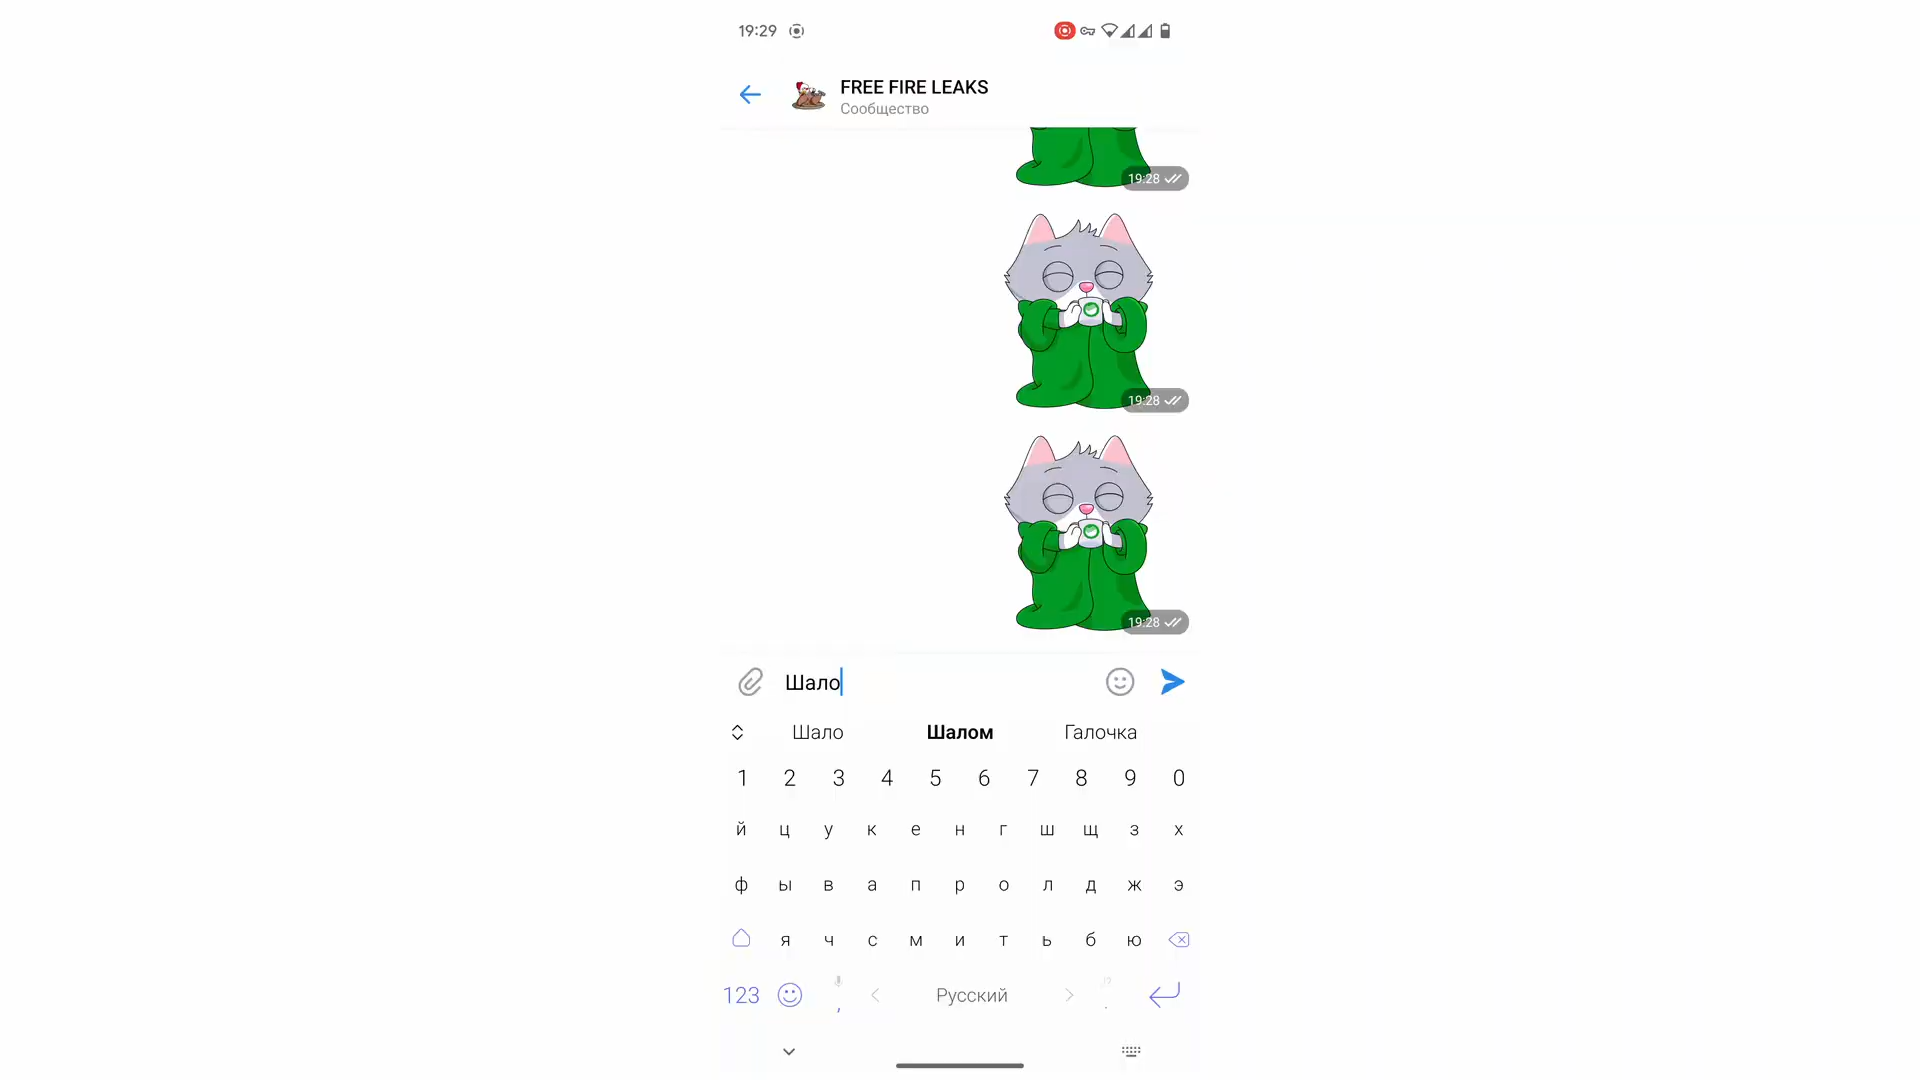 19:29
FREE FIRE LEAKS
Сообщество
19:28
19:28
19:28
Шало
Шало Шалом Галочка
1 2 3 4 5 6 7 8 9 0
й ц у к е н г ш щ з х
ф ы в а п р о л д ж э
я ч с м и т ь б ю
123 , < Русский > !? .